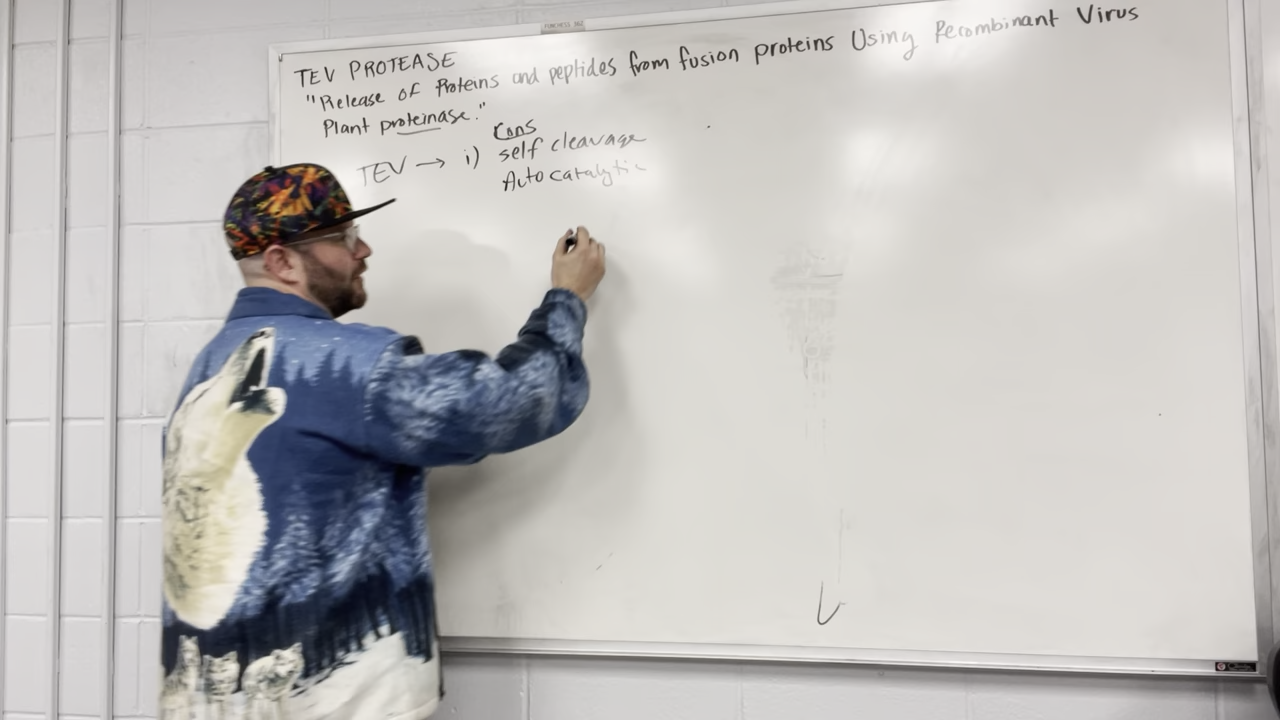 TEV PROTEASE
"Release of Proteins and peptides from fusion proteins Using Recombinant Virus
Plant proteinase."
Cons
TEV → i) self cleavage
Autocatalytic